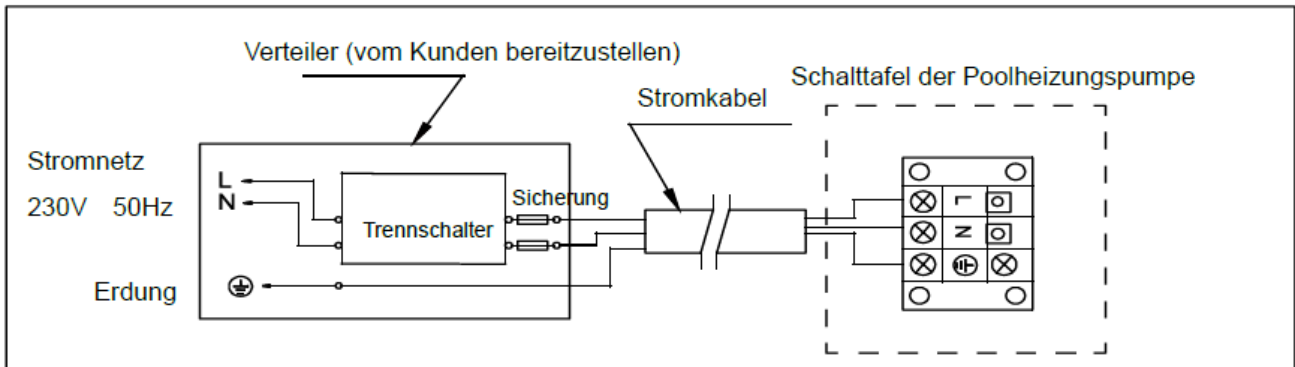 Verteiler (vom Kunden bereitzustellen)
Schalttafel der Poolheizungspumpe
Stromkabel
Stromnetz
230V 50Hz
L
N
Sicherung
Trennschalter
Erdung
L
N